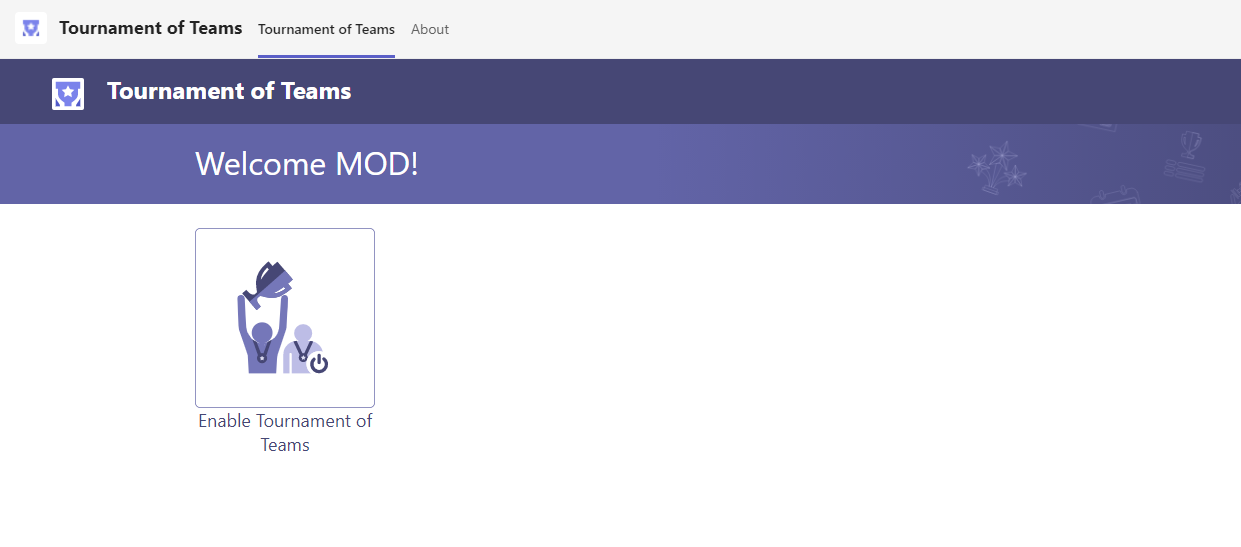 Tournament of Teams Tournament of Teams About
Tournament of Teams
Welcome MOD!
Enable Tournament of
Teams